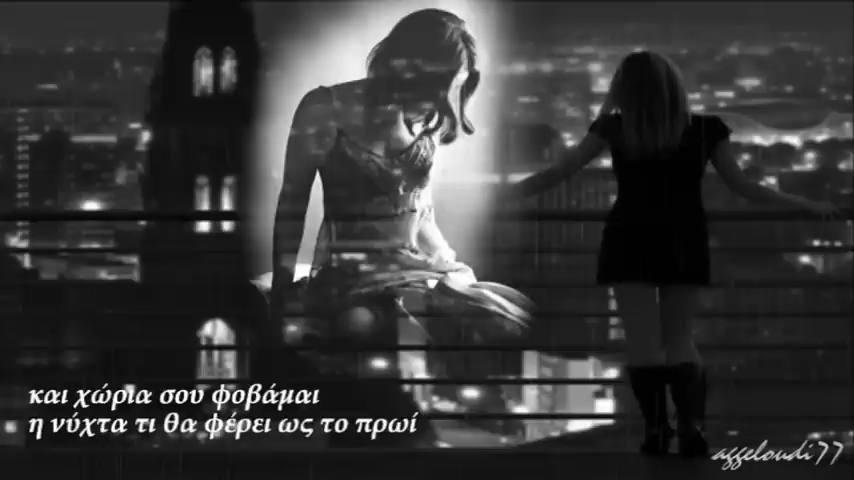 και χώρια σου φοβάμαι
η νύχτα τι θα φέρει ως το πρωί
aggeloudi77